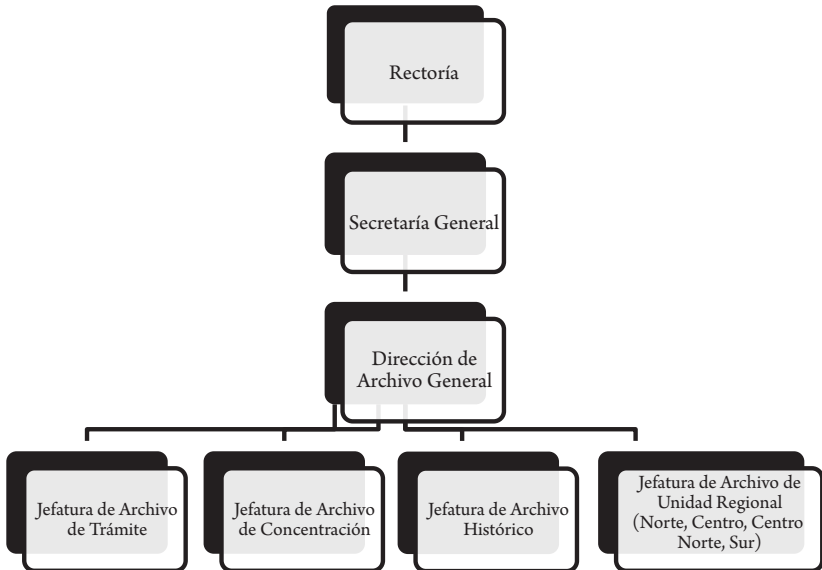 Rectoría
Secretaría General
Dirección de
Archivo General
Jefatura de Archivo
de Trámite
Jefatura de Archivo
de Concentración
Jefatura de Archivo
Histórico
Jefatura de Archivo de
Unidad Regional
(Norte, Centro, Centro
Norte, Sur)